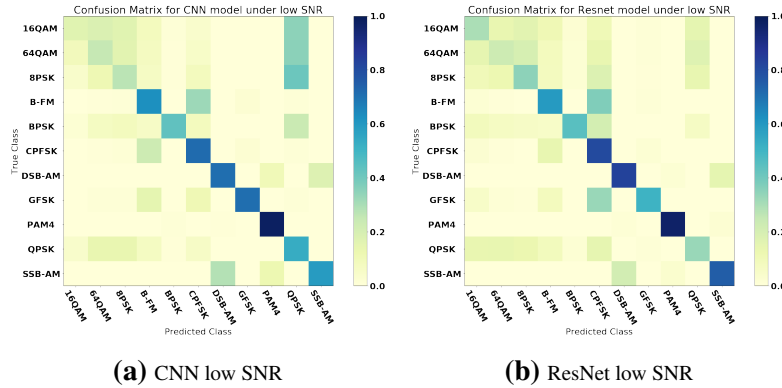 Confusion Matrix for CNN model under low SNR
16QAM
64QAM
8PSK
B-FM
BPSK
CPFSK
DSB-AM
GFSK
PAM4
QPSK
SSB-AM
True Class
16QAM
64QAM
8PSK
B-FM
BPSK
CPFSK
DSB-AM
GFSK
PAM4
QPSK
SSB-AM
Predicted Class
1.0
0.8
0.6
0.4
0.2
0.0
(a) CNN low SNR
Confusion Matrix for Resnet model under low SNR
16QAM
64QAM
8PSK
B-FM
BPSK
CPFSK
DSB-AM
GFSK
PAM4
QPSK
SSB-AM
True Class
16QAM
64QAM
8PSK
B-FM
BPSK
CPFSK
DSB-AM
GFSK
PAM4
QPSK
SSB-AM
Predicted Class
(b) ResNet low SNR